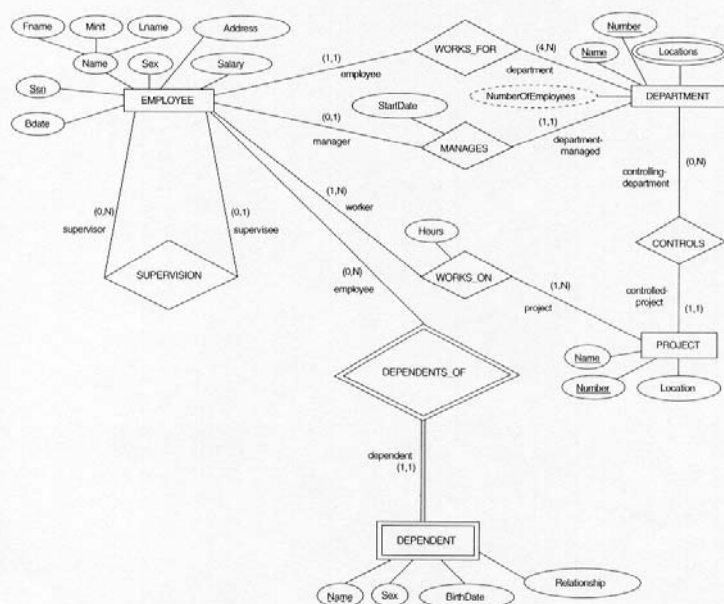 Fname
Minit
Lname
Address
Name
Sex
Salary
Ssn
Bdate
EMPLOYEE
(1,1)
employee
WORKS_FOR
(4,N)
department
Number
Name
Locations
NumberOfEmployees
DEPARTMENT
StartDate
(0,1)
manager
MANAGES
(1,1)
department-
managed
(0,N)
supervisor
(0,1)
supervisee
SUPERVISION
(1,N)
worker
Hours
WORKS_ON
(1,N)
project
controlling-
department
(0,N)
CONTROLS
controlled-
project
(1,1)
PROJECT
Name
Number
Location
(0,N)
employee
DEPENDENTS_OF
dependent
(1,1)
DEPENDENT
Name
Sex
BirthDate
Relationship